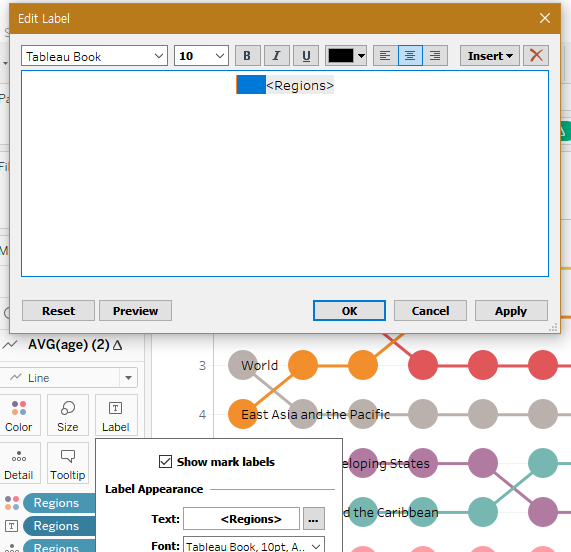 Edit Label
Tableau Book
10
B I U
Insert
<Regions>
Reset
Preview
OK
Cancel
Apply
AVG(age) (2) Δ
Line
Color
Size
Label
Detail
Tooltip
Regions
Regions
Regions
3
World
4
East Asia and the Pacific
eloping States
d the Caribbean
Show mark labels
Label Appearance
Text:
<Regions>
...
Font:
Tableau Book, 10pt, A...